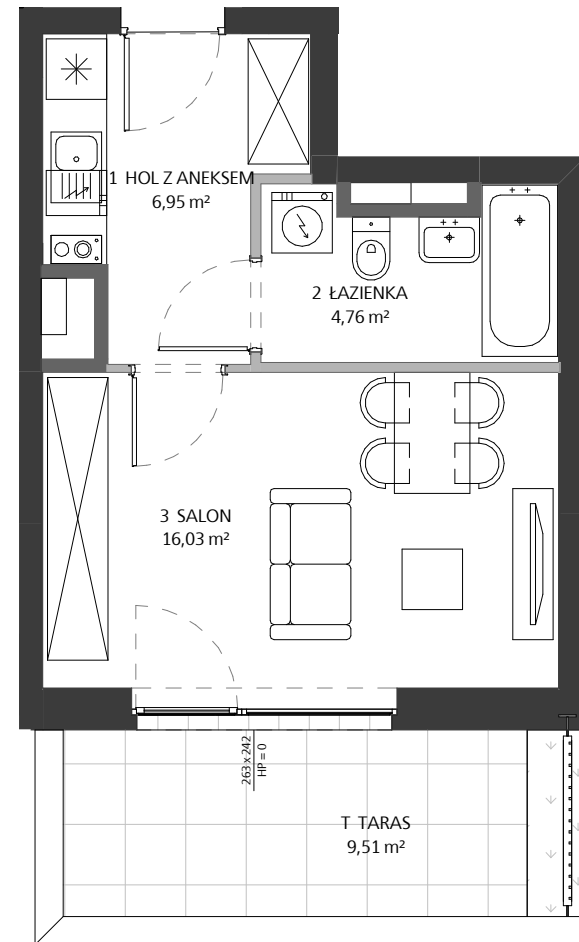 1 HOL Z ANEKSEM
6,95 m²
2 ŁAZIENKA
4,76 m²
3 SALON
16,03 m²
263 x 242
HP = 0
T TARAS
9,51 m²